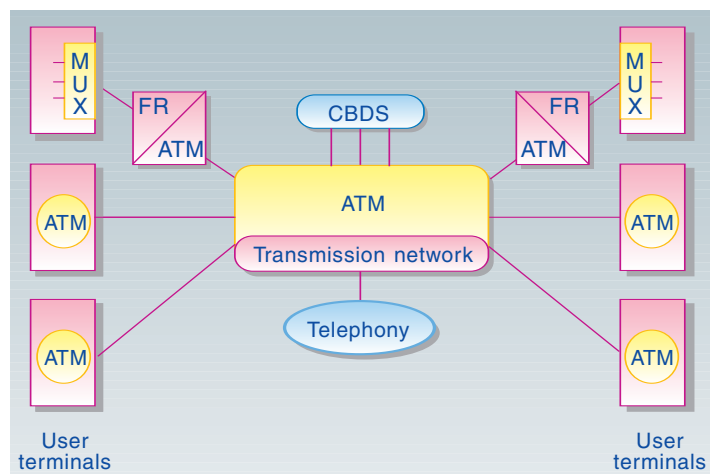 M
U
X
FR
ATM
CBDS
FR
ATM
M
U
X
ATM
ATM
ATM
Transmission network
ATM
Telephony
ATM
ATM
User
terminals
User
terminals